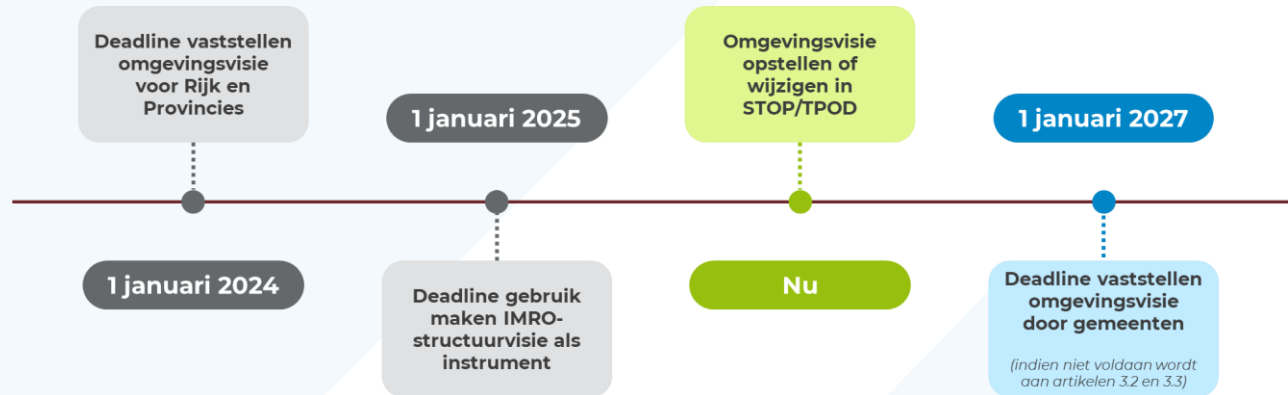 Deadline vaststellen
omgevingsvisie
voor Rijk en
Provincies
1 januari 2024
1 januari 2025
Deadline gebruik
maken IMRO-
structuurvisie als
instrument
Omgevingsvisie
opstellen of
wijzigen in
STOP/TPOD
Nu
1 januari 2027
Deadline vaststellen
omgevingsvisie
door gemeenten
(indien niet voldaan wordt
aan artikelen 3.2 en 3.3)